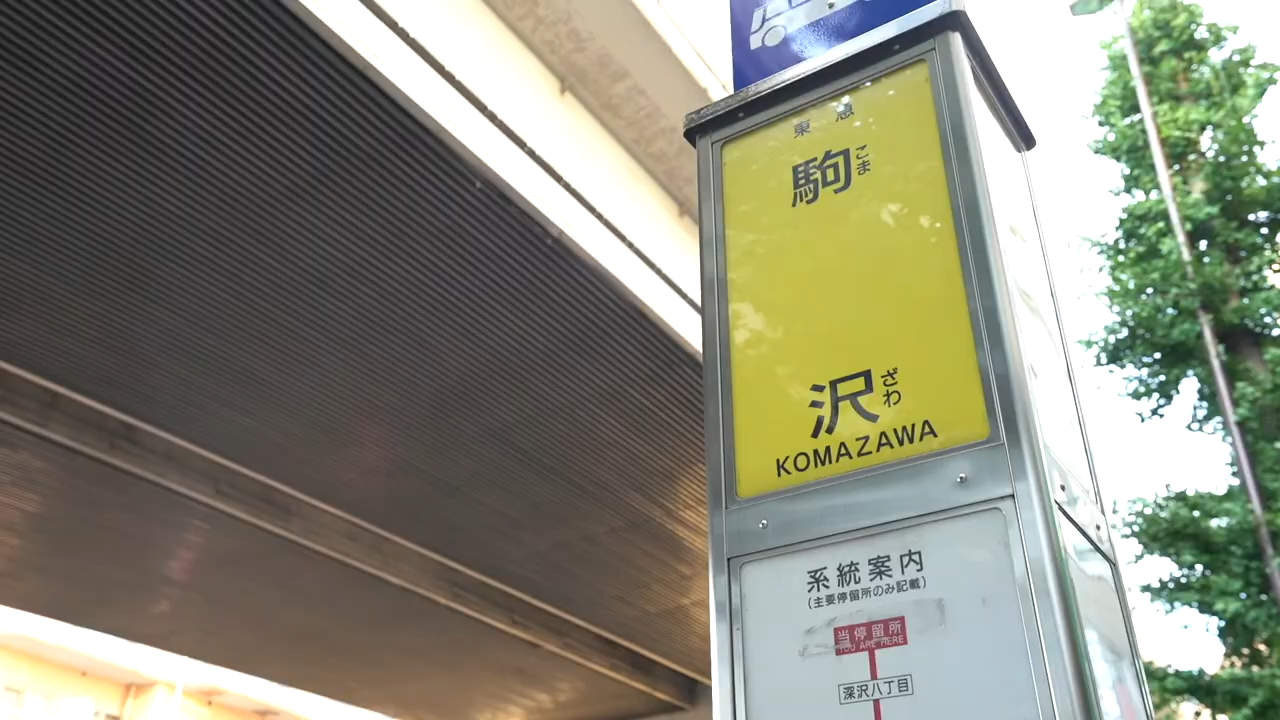 東急
駒
こま
沢
ざわ
KOMAZAWA
系統案内
(主要停留所のみ記載)
当停留所
YOU ARE HERE
深沢八丁目